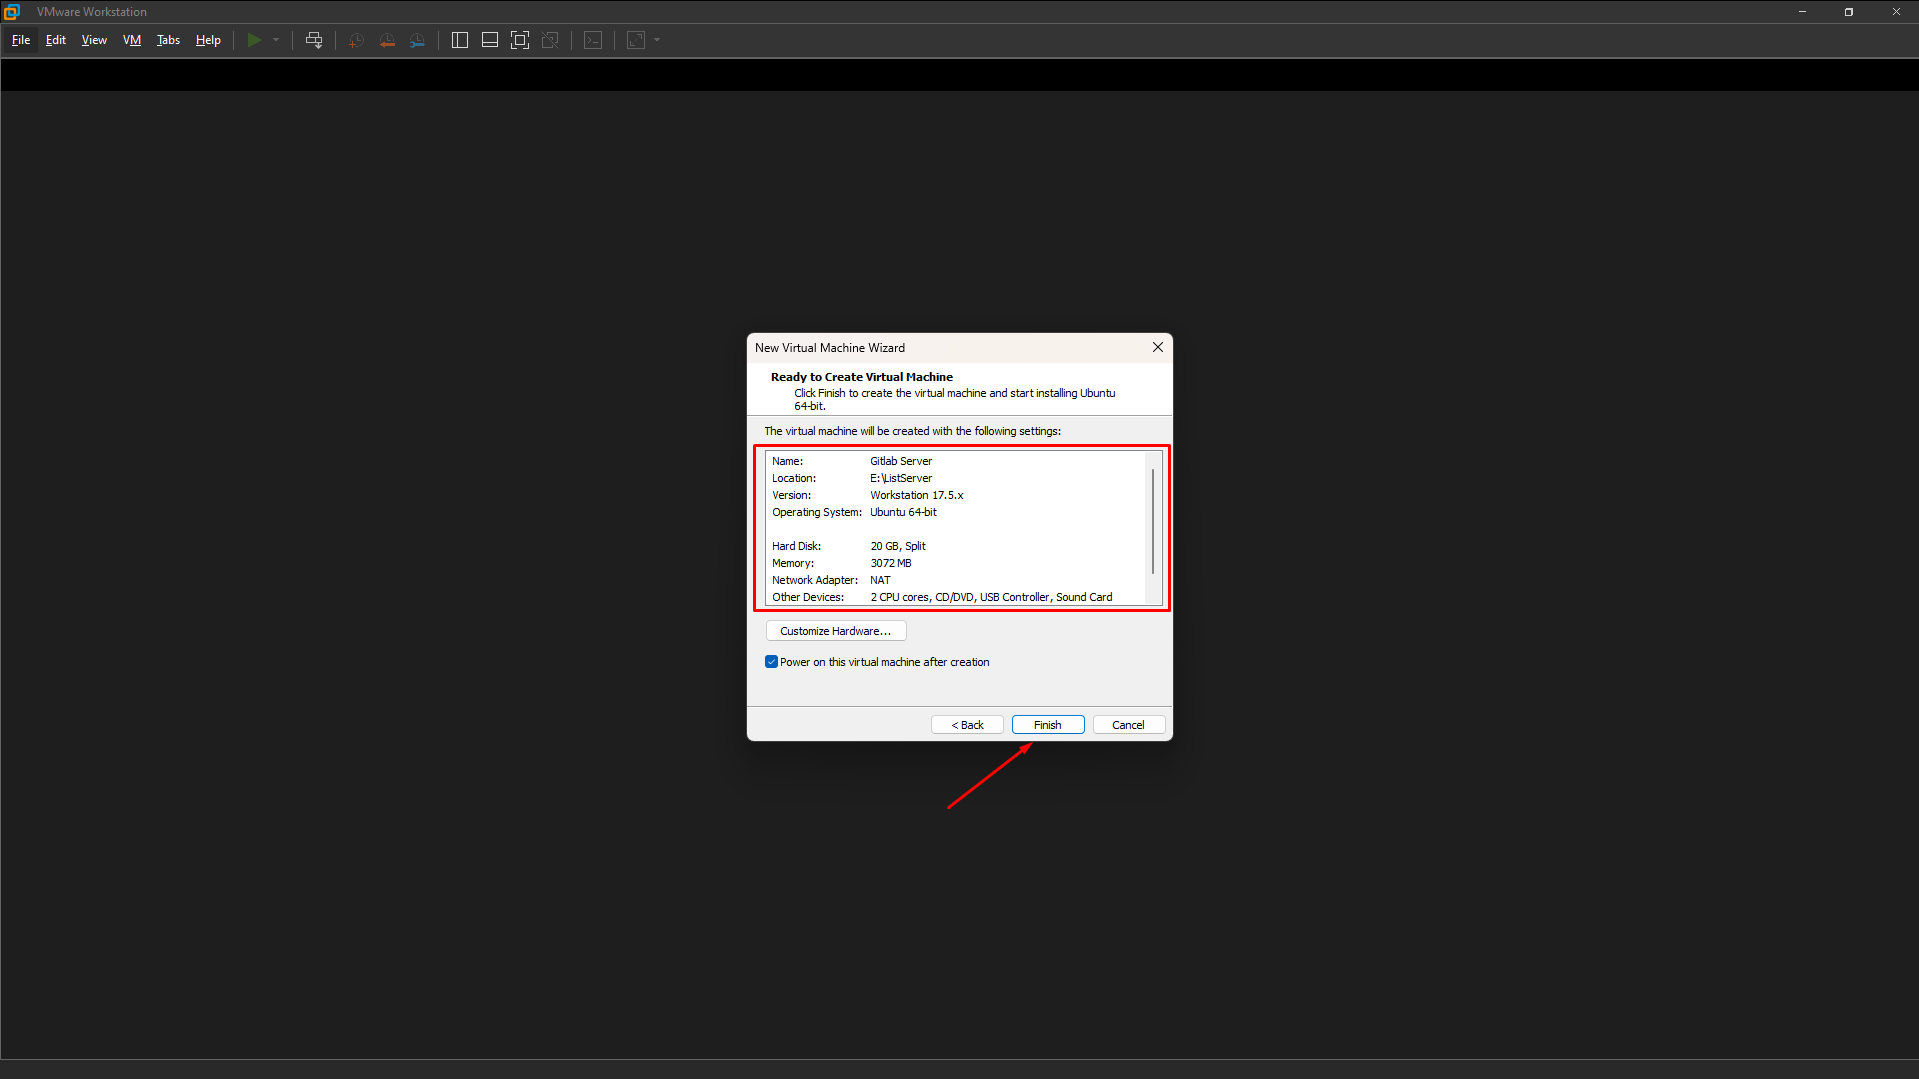 VMware Workstation
File Edit View VM Tabs Help
New Virtual Machine Wizard
Ready to Create Virtual Machine
Click Finish to create the virtual machine and start installing Ubuntu
64-bit.
The virtual machine will be created with the following settings:
Name: Gitlab Server
Location: E:\ListServer
Version: Workstation 17.5.x
Operating System: Ubuntu 64-bit
Hard Disk: 20 GB, Split
Memory: 3072 MB
Network Adapter: NAT
Other Devices: 2 CPU cores, CD/DVD, USB Controller, Sound Card
Customize Hardware...
Power on this virtual machine after creation
< Back Finish Cancel